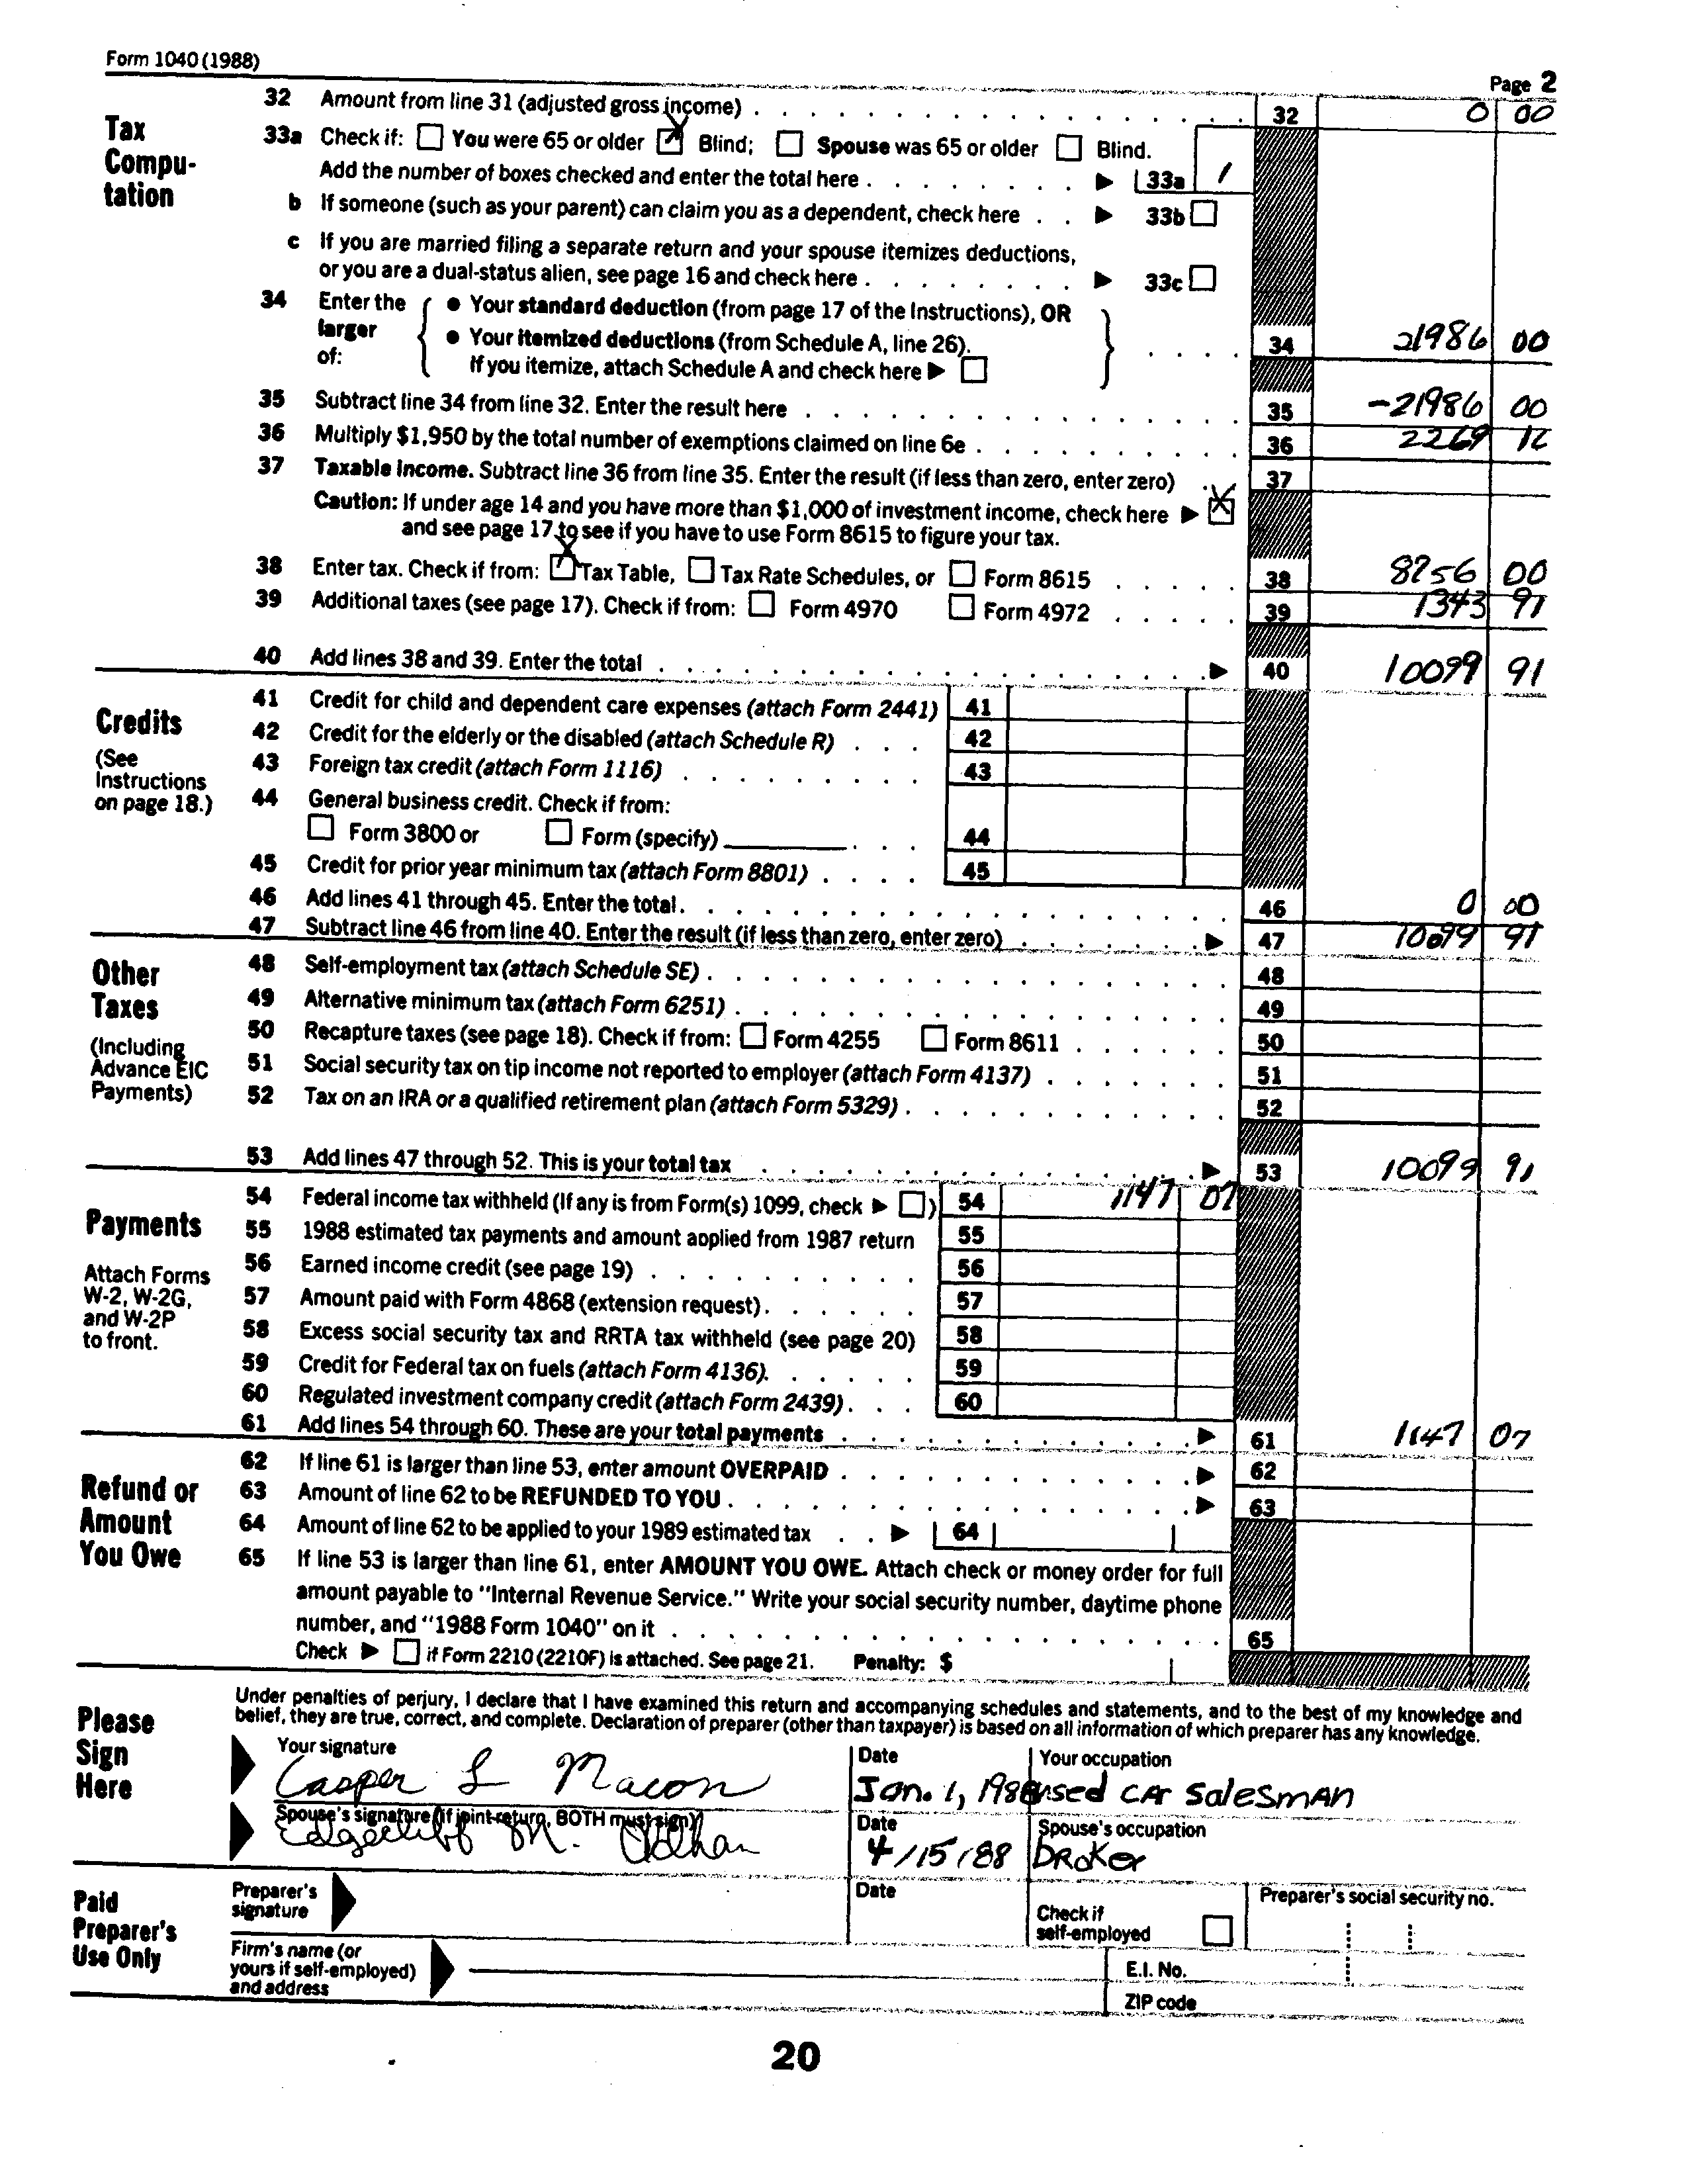 Form 1040 (1988)
Page 2
Tax Compu- tation
32 Amount from line 31 (adjusted gross income) . . . . 32 0 00
33a Check if: You were 65 or older X Blind; Spouse was 65 or older Blind.
Add the number of boxes checked and enter the total here . . . . ▶ 33a 1
b If someone (such as your parent) can claim you as a dependent, check here . . ▶ 33b
c If you are married filing a separate return and your spouse itemizes deductions,
or you are a dual-status alien, see page 16 and check here . . . . ▶ 33c
34 Enter the larger of:
● Your standard deduction (from page 17 of the Instructions), OR
● Your itemized deductions (from Schedule A, line 26).
If you itemize, attach Schedule A and check here ▶
34 21986 00
35 Subtract line 34 from line 32. Enter the result here . . . . 35 -21986 00
36 Multiply $1,950 by the total number of exemptions claimed on line 6e . . . . 36 2269 12
37 Taxable income. Subtract line 36 from line 35. Enter the result (if less than zero, enter zero) . . 37
Caution: If under age 14 and you have more than $1,000 of investment income, check here ▶ X
and see page 17 to see if you have to use Form 8615 to figure your tax.
38 Enter tax. Check if from: X Tax Table, Tax Rate Schedules, or Form 8615 . . . . 38 8756 00
39 Additional taxes (see page 17). Check if from: Form 4970 Form 4972 . . . . 39 1343 91
40 Add lines 38 and 39. Enter the total . . . . ▶ 40 10099 91
Credits
(See Instructions on page 18.)
41 Credit for child and dependent care expenses (attach Form 2441) 41
42 Credit for the elderly or the disabled (attach Schedule R) . . . 42
43 Foreign tax credit (attach Form 1116) . . . . 43
44 General business credit. Check if from:
Form 3800 or Form (specify) . . . 44
45 Credit for prior year minimum tax (attach Form 8801) . . . . 45
46 Add lines 41 through 45. Enter the total . . . . 46 0 00
47 Subtract line 46 from line 40. Enter the result (if less than zero, enter zero) . . . . ▶ 47 10099 91
Other Taxes
(Including Advance EIC Payments)
48 Self-employment tax (attach Schedule SE) . . . . 48
49 Alternative minimum tax (attach Form 6251) . . . . 49
50 Recapture taxes (see page 18). Check if from: Form 4255 Form 8611 . . . . 50
51 Social security tax on tip income not reported to employer (attach Form 4137) . . . . 51
52 Tax on an IRA or a qualified retirement plan (attach Form 5329) . . . . 52
53 Add lines 47 through 52. This is your total tax . . . . ▶ 53 10099 91
Payments
Attach Forms W-2, W-2G, and W-2P to front.
54 Federal income tax withheld (If any is from Form(s) 1099, check ▶ ) 54 1147 07
55 1988 estimated tax payments and amount applied from 1987 return 55
56 Earned income credit (see page 19) . . . . 56
57 Amount paid with Form 4868 (extension request) . . . . 57
58 Excess social security tax and RRTA tax withheld (see page 20) 58
59 Credit for Federal tax on fuels (attach Form 4136) . . . . 59
60 Regulated investment company credit (attach Form 2439) . . . 60
61 Add lines 54 through 60. These are your total payments . . . . ▶ 61 1147 07
Refund or Amount You Owe
62 If line 61 is larger than line 53, enter amount OVERPAID . . . . ▶ 62
63 Amount of line 62 to be REFUNDED TO YOU . . . . ▶ 63
64 Amount of line 62 to be applied to your 1989 estimated tax . . ▶ 64
65 If line 53 is larger than line 61, enter AMOUNT YOU OWE. Attach check or money order for full
amount payable to "Internal Revenue Service." Write your social security number, daytime phone
number, and "1988 Form 1040" on it . . . . 65
Check ▶ if Form 2210 (2210F) is attached. See page 21. Penalty: $
Please Sign Here
Under penalties of perjury, I declare that I have examined this return and accompanying schedules and statements, and to the best of my knowledge and
belief, they are true, correct, and complete. Declaration of preparer (other than taxpayer) is based on all information of which preparer has any knowledge.
Your signature Date Your occupation
Casper L Macon Jan. 1, 1988 used CAr SalesmAn
Spouse's signature (if joint return, BOTH must sign) Date Spouse's occupation
Edgecliff M. 4/15/88 broker
Paid Preparer's Use Only
Preparer's signature Date Check if self-employed Preparer's social security no.
Firm's name (or yours if self-employed) and address
E.I. No.
ZIP code
20